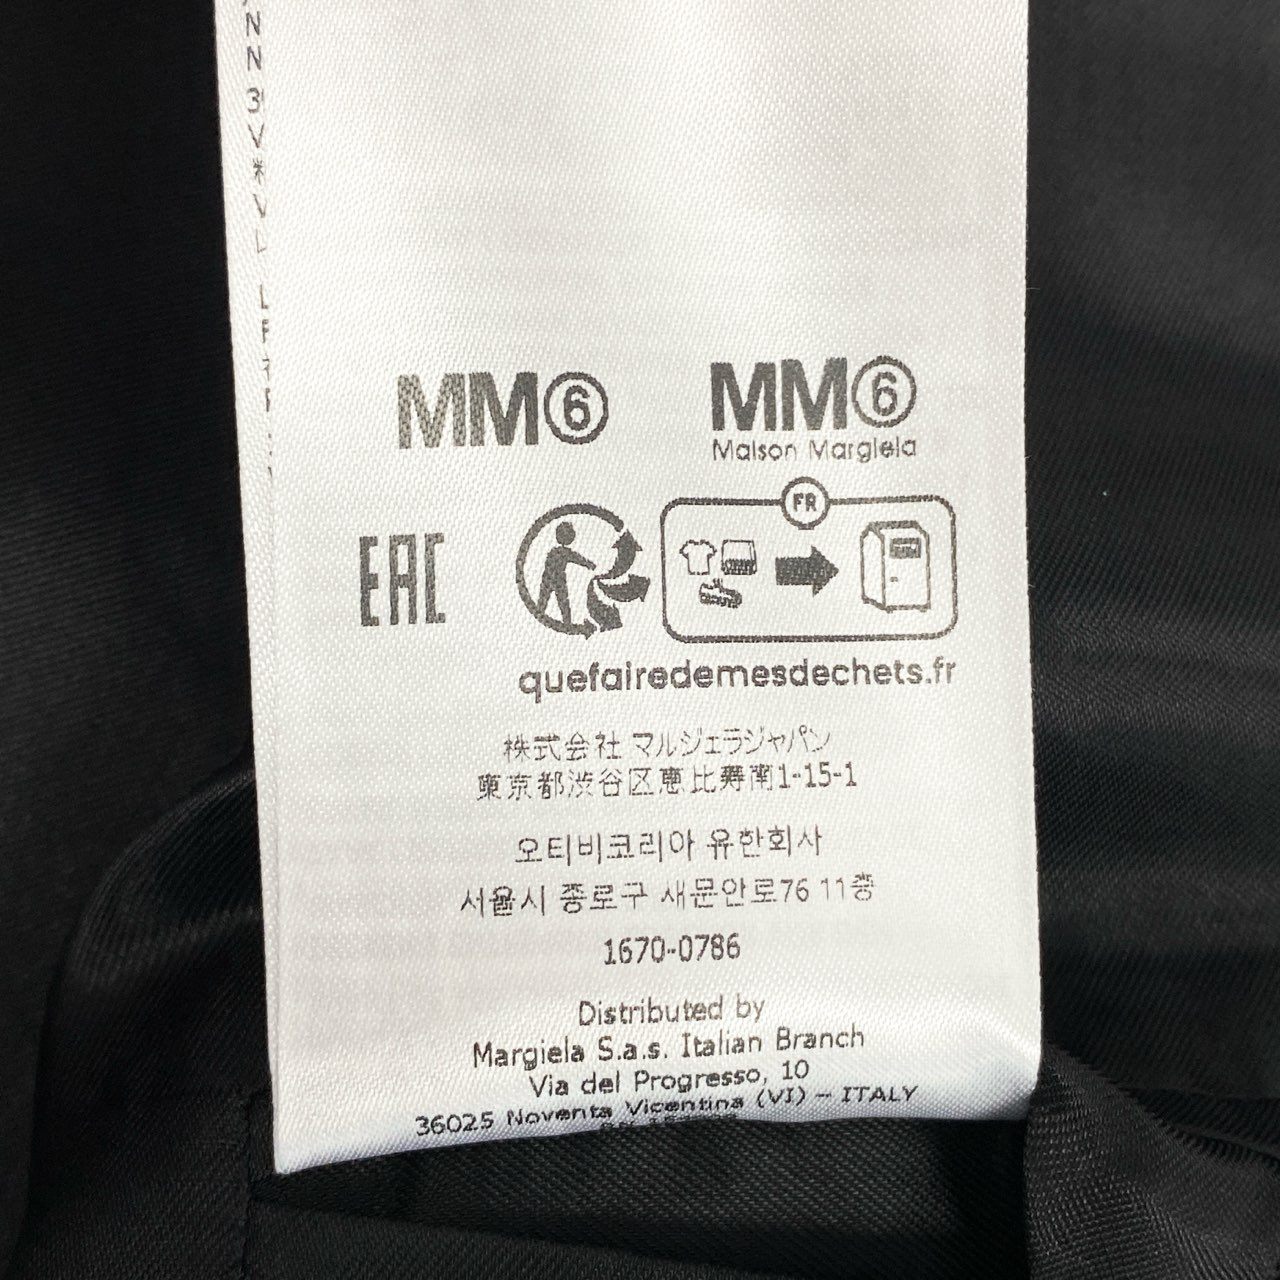 MM⑥
MM⑥
Maison Margiela
EAC
FR
quefairedemesdechets.fr
株式会社 マルジェラジャパン
東京都渋谷区恵比寿南1-15-1
오티비코리아 유한회사
서울시 종로구 새문안로76 11층
1670-0786
Distributed by
Margiela S.a.s. Italian Branch
Via del Progresso, 10
36025 Noventa Vicentina (VI) – ITALY